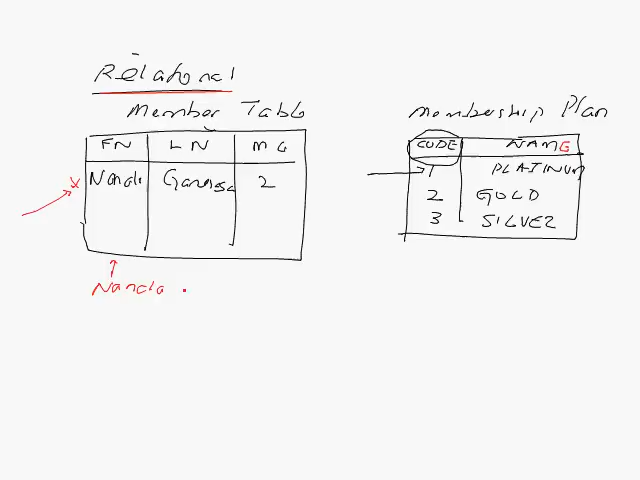 Relational
Member Table
FN LN MG
Nanda Ganesa 2
Nanda .
Membership Plan
CODE NAME
1 PLATINUM
2 GOLD
3 SILVER